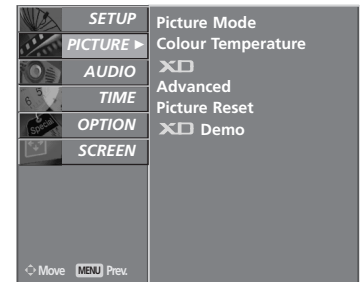 SETUP
PICTURE ►
AUDIO
TIME
OPTION
SCREEN
Picture Mode
Colour Temperature
XD
Advanced
Picture Reset
XD Demo
Move MENU Prev.